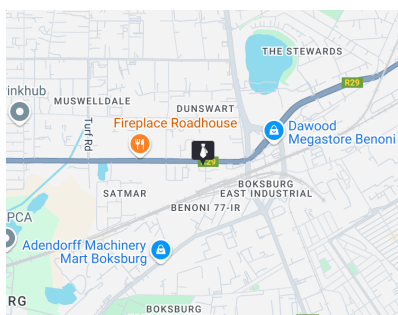 THE STEWARDS
R29
inkhub
MUSWELLDALE
DUNSWART
Fireplace Roadhouse
Turf Rd
Dawood
Megastore Benoni
R29
SATMAR
BOKSBURG
EAST INDUSTRIAL
BENONI 77-IR
PCA
Adendorff Machinery
Mart Boksburg
RG
BOKSBURG